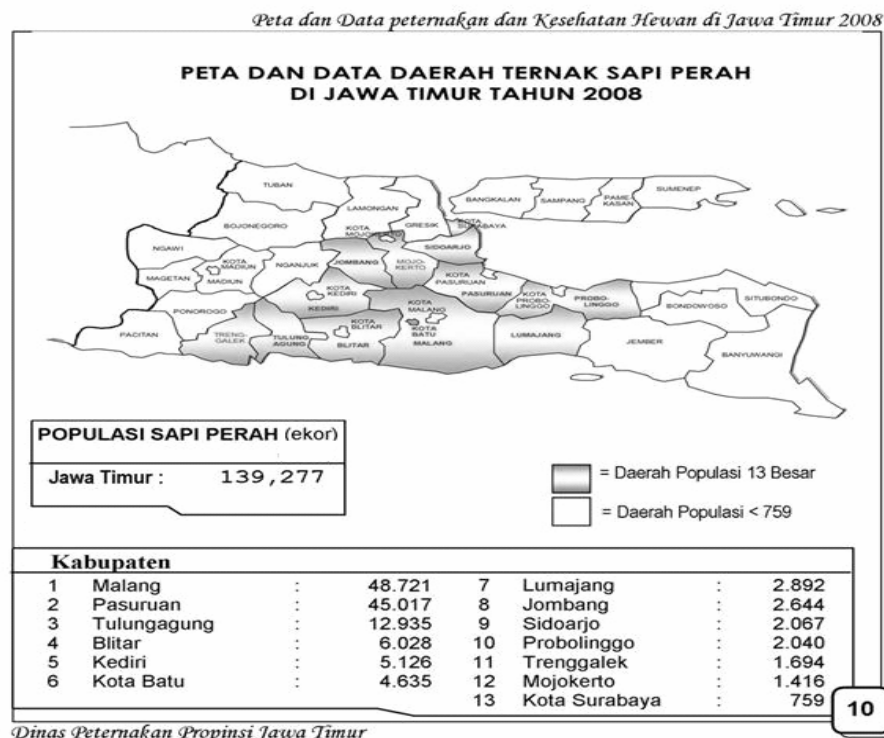 Peta dan Data peternakan dan Kesehatan Hewan di Jawa Timur 2008
PETA DAN DATA DAERAH TERNAK SAPI PERAH
DI JAWA TIMUR TAHUN 2008
TUBAN
LAMONGAN
BOJONEGORO
KOTA
MOJOKERTO
GRESIK
KOTA
SURABAYA
BANGKALAN
SAMPANG
PAME-
KASAN
SUMENEP
NGAWI
KOTA
MADIUN
MAGETAN
MADIUN
NGANJUK
JOMBANG
MOJO-
KERTO
SIDOARJO
KOTA
PASURUAN
PASURUAN
KOTA
KEDIRI
KEDIRI
KOTA
MALANG
KOTA
PROBO-
LINGGO
PROBO-
LINGGO
SITUBONDO
BONDOWOSO
PONOROGO
PACITAN
TRENG-
GALEK
TULUNG
AGUNG
KOTA
BLITAR
BLITAR
KOTA
BATU
MALANG
LUMAJANG
JEMBER
BANYUWANGI
POPULASI SAPI PERAH (ekor)
Jawa Timur : 139,277
= Daerah Populasi 13 Besar
= Daerah Populasi < 759
Kabupaten
1 Malang : 48.721 7 Lumajang : 2.892
2 Pasuruan : 45.017 8 Jombang : 2.644
3 Tulungagung : 12.935 9 Sidoarjo : 2.067
4 Blitar : 6.028 10 Probolinggo : 2.040
5 Kediri : 5.126 11 Trenggalek : 1.694
6 Kota Batu : 4.635 12 Mojokerto : 1.416
13 Kota Surabaya : 759
10
Dinas Peternakan Propinsi Jawa Timur